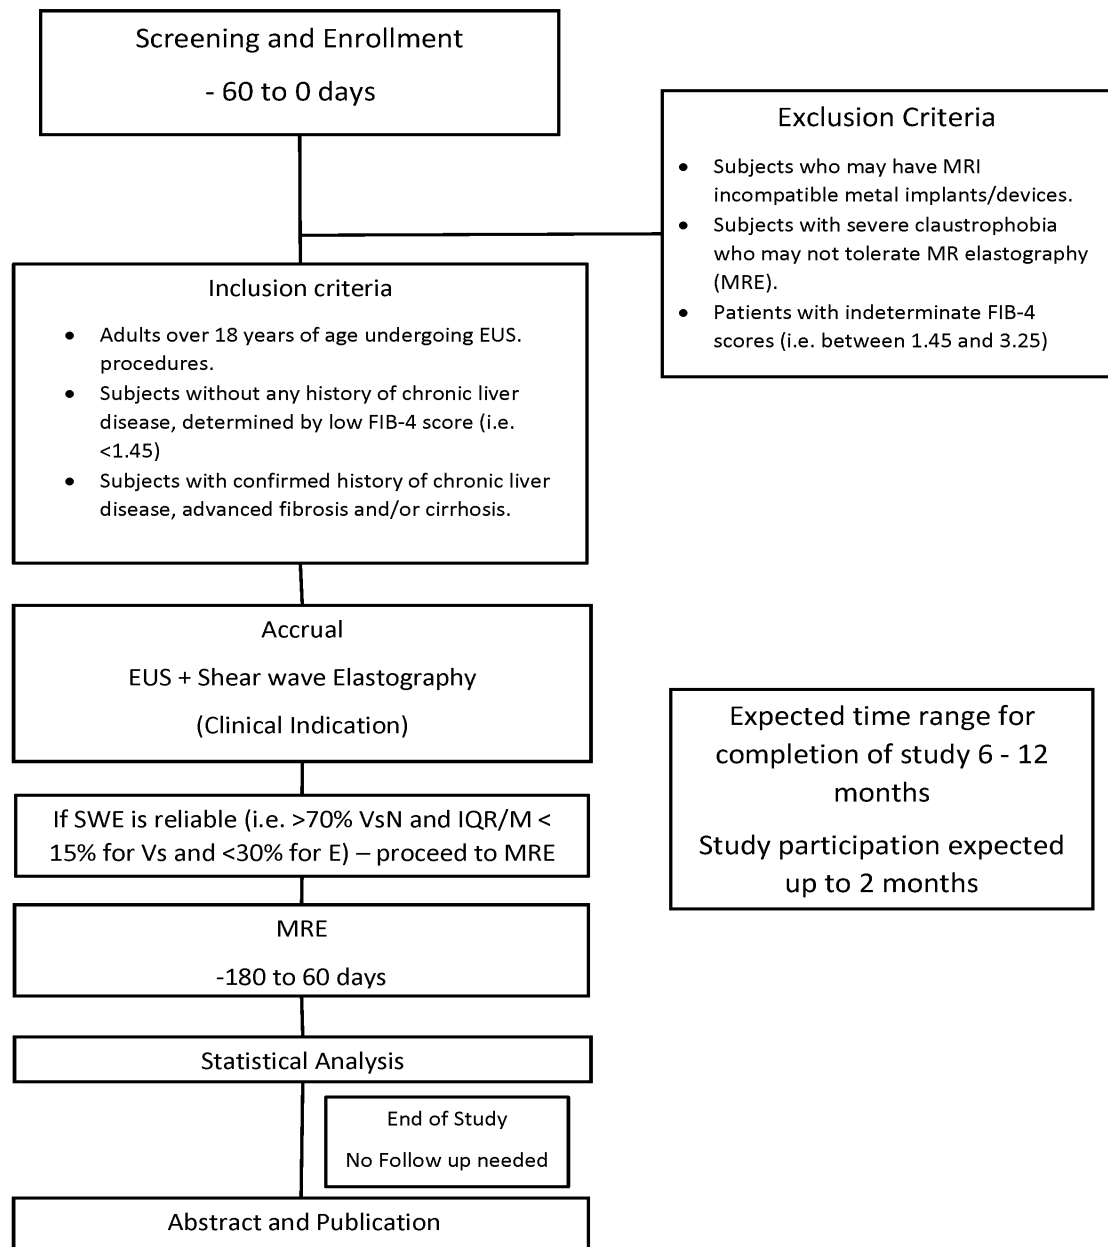 Screening and Enrollment
- 60 to 0 days
Exclusion Criteria
● Subjects who may have MRI
incompatible metal implants/devices.
● Subjects with severe claustrophobia
who may not tolerate MR elastography
(MRE).
● Patients with indeterminate FIB-4
scores (i.e. between 1.45 and 3.25)
Inclusion criteria
● Adults over 18 years of age undergoing EUS.
procedures.
● Subjects without any history of chronic liver
disease, determined by low FIB-4 score (i.e.
<1.45)
● Subjects with confirmed history of chronic liver
disease, advanced fibrosis and/or cirrhosis.
Accrual
EUS + Shear wave Elastography
(Clinical Indication)
Expected time range for
completion of study 6 - 12
months
Study participation expected
up to 2 months
If SWE is reliable (i.e. >70% VsN and IQR/M <
15% for Vs and <30% for E) – proceed to MRE
MRE
-180 to 60 days
Statistical Analysis
End of Study
No Follow up needed
Abstract and Publication